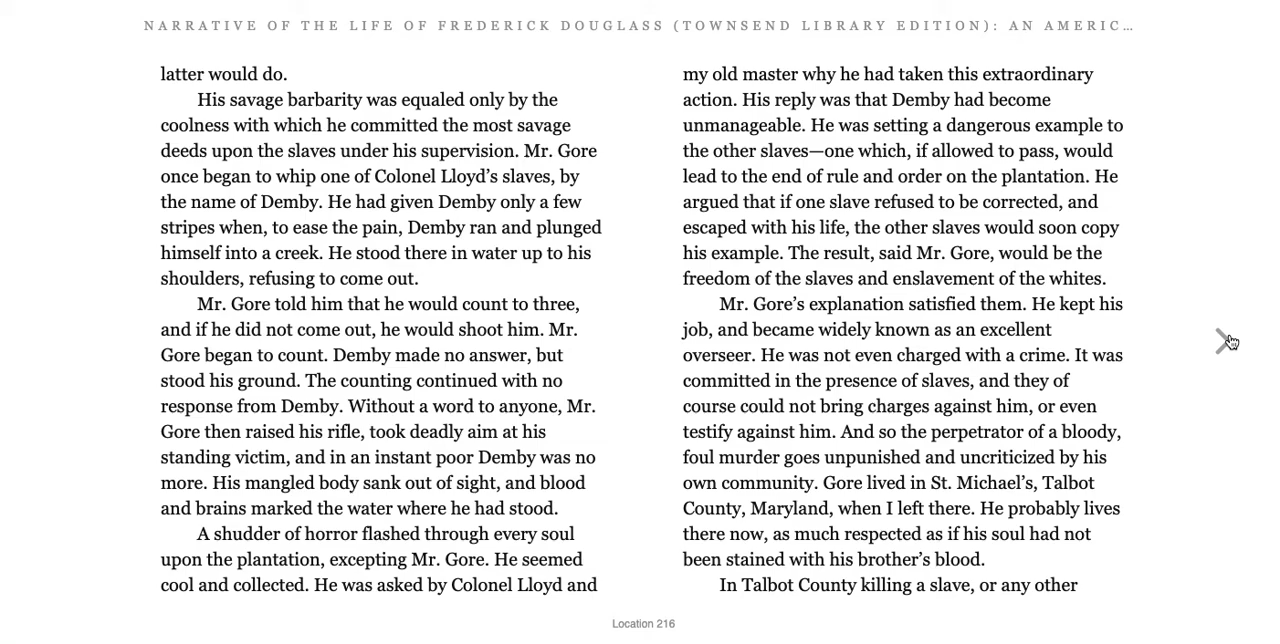 NARRATIVE OF THE LIFE OF FREDERICK DOUGLASS (TOWNSEND LIBRARY EDITION): AN AMERIC…
latter would do.
His savage barbarity was equaled only by the
coolness with which he committed the most savage
deeds upon the slaves under his supervision. Mr. Gore
once began to whip one of Colonel Lloyd’s slaves, by
the name of Demby. He had given Demby only a few
stripes when, to ease the pain, Demby ran and plunged
himself into a creek. He stood there in water up to his
shoulders, refusing to come out.
Mr. Gore told him that he would count to three,
and if he did not come out, he would shoot him. Mr.
Gore began to count. Demby made no answer, but
stood his ground. The counting continued with no
response from Demby. Without a word to anyone, Mr.
Gore then raised his rifle, took deadly aim at his
standing victim, and in an instant poor Demby was no
more. His mangled body sank out of sight, and blood
and brains marked the water where he had stood.
A shudder of horror flashed through every soul
upon the plantation, excepting Mr. Gore. He seemed
cool and collected. He was asked by Colonel Lloyd and
my old master why he had taken this extraordinary
action. His reply was that Demby had become
unmanageable. He was setting a dangerous example to
the other slaves—one which, if allowed to pass, would
lead to the end of rule and order on the plantation. He
argued that if one slave refused to be corrected, and
escaped with his life, the other slaves would soon copy
his example. The result, said Mr. Gore, would be the
freedom of the slaves and enslavement of the whites.
Mr. Gore’s explanation satisfied them. He kept his
job, and became widely known as an excellent
overseer. He was not even charged with a crime. It was
committed in the presence of slaves, and they of
course could not bring charges against him, or even
testify against him. And so the perpetrator of a bloody,
foul murder goes unpunished and uncriticized by his
own community. Gore lived in St. Michael’s, Talbot
County, Maryland, when I left there. He probably lives
there now, as much respected as if his soul had not
been stained with his brother’s blood.
In Talbot County killing a slave, or any other
Location 216